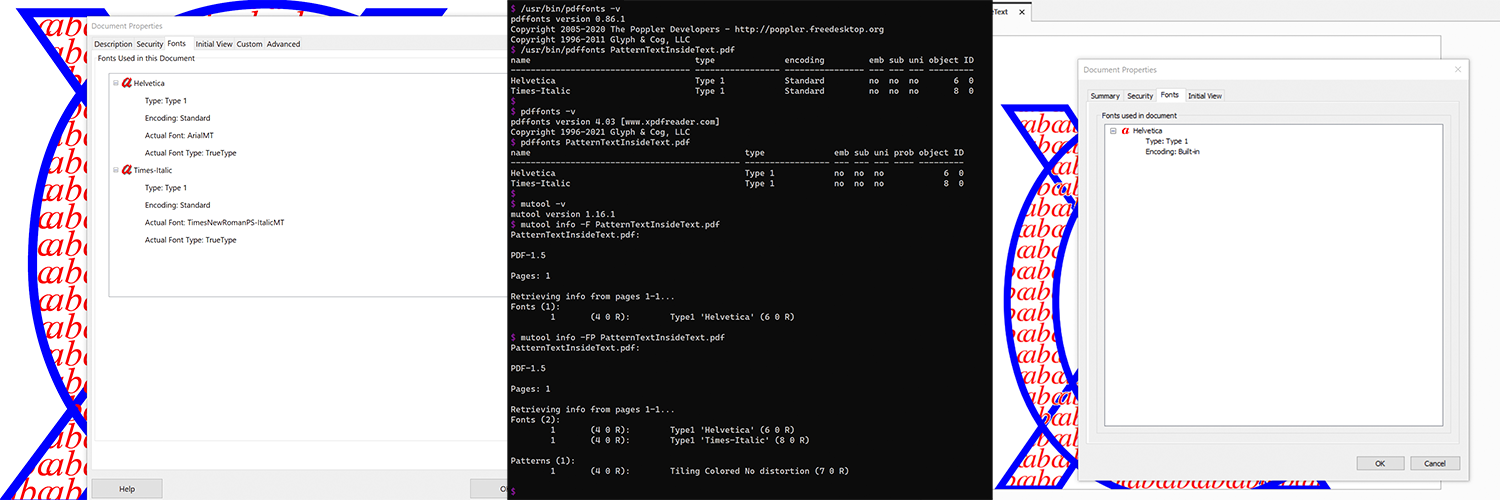 Document Properties
Description Security Fonts Initial View Custom Advanced
Fonts Used in this Document
Helvetica
Type: Type 1
Encoding: Standard
Actual Font: ArialMT
Actual Font Type: TrueType
Times-Italic
Type: Type 1
Encoding: Standard
Actual Font: TimesNewRomanPS-ItalicMT
Actual Font Type: TrueType
Help
$ /usr/bin/pdffonts -v
pdffonts version 0.86.1
Copyright 2005-2020 The Poppler Developers - http://poppler.freedesktop.org
Copyright 1996-2011 Glyph & Cog, LLC
$ /usr/bin/pdffonts PatternTextInsideText.pdf
name type encoding emb sub uni object ID
------------------------------------ ----------------- ---------------- --- --- --- ---------
Helvetica Type 1 Standard no no no 6 0
Times-Italic Type 1 Standard no no no 8 0
$
$ pdffonts -v
pdffonts version 4.03 [www.xpdfreader.com]
Copyright 1996-2021 Glyph & Cog, LLC
$ pdffonts PatternTextInsideText.pdf
name type emb sub uni prob object ID
--------------------------------------------- ----------------- --- --- --- ---- ---------
Helvetica Type 1 no no no 6 0
Times-Italic Type 1 no no no 8 0
$
$ mutool -v
mutool version 1.16.1
$ mutool info -F PatternTextInsideText.pdf
PatternTextInsideText.pdf:
PDF-1.5
Pages: 1
Retrieving info from pages 1-1...
Fonts (1):
1 (4 0 R): Type1 'Helvetica' (6 0 R)
$ mutool info -FP PatternTextInsideText.pdf
PatternTextInsideText.pdf:
PDF-1.5
Pages: 1
Retrieving info from pages 1-1...
Fonts (2):
1 (4 0 R): Type1 'Helvetica' (6 0 R)
1 (4 0 R): Type1 'Times-Italic' (8 0 R)
Patterns (1):
1 (4 0 R): Tiling Colored No distortion (7 0 R)
$
Document Properties
Summary Security Fonts Initial View
Fonts used in document
Helvetica
Type: Type 1
Encoding: Built-in
OK Cancel